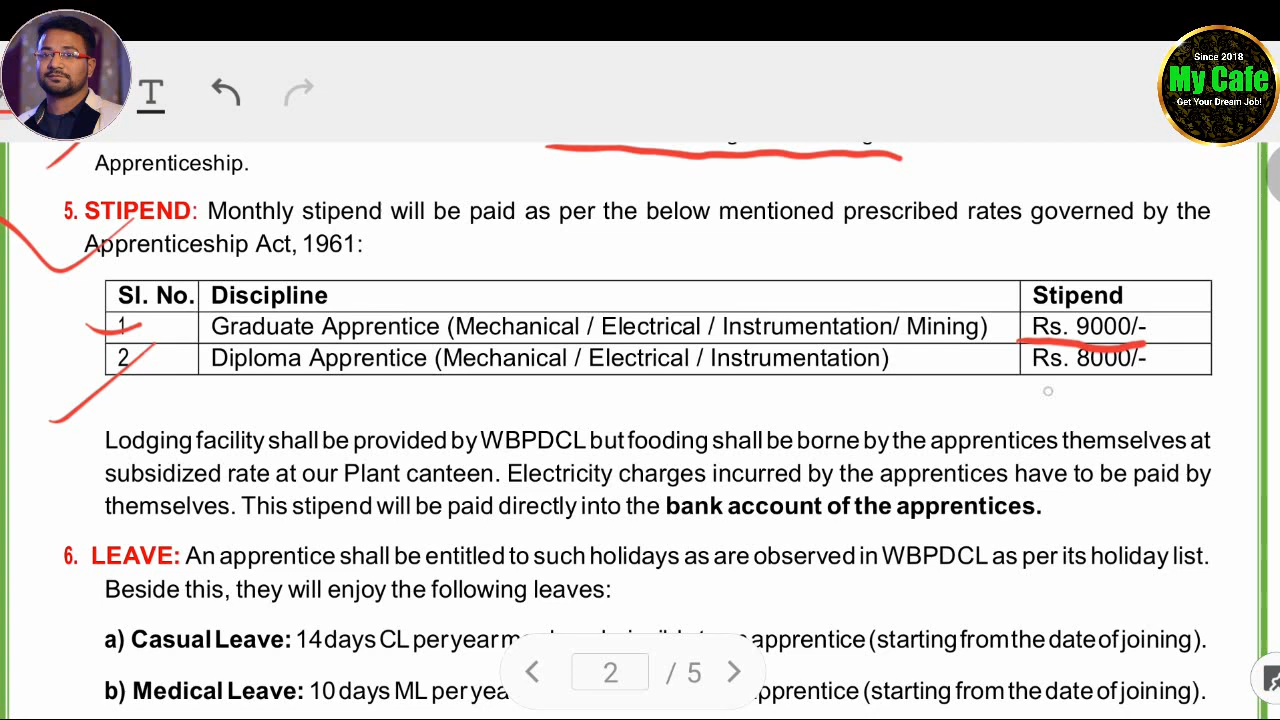 Since 2018
My Cafe
Get Your Dream Job!
T
Apprenticeship.
5. STIPEND: Monthly stipend will be paid as per the below mentioned prescribed rates governed by the
Apprenticeship Act, 1961:
Sl. No. Discipline Stipend
1 Graduate Apprentice (Mechanical / Electrical / Instrumentation/ Mining) Rs. 9000/-
2 Diploma Apprentice (Mechanical / Electrical / Instrumentation) Rs. 8000/-
Lodging facility shall be provided by WBPDCL but fooding shall be borne by the apprentices themselves at
subsidized rate at our Plant canteen. Electricity charges incurred by the apprentices have to be paid by
themselves. This stipend will be paid directly into the bank account of the apprentices.
6. LEAVE: An apprentice shall be entitled to such holidays as are observed in WBPDCL as per its holiday list.
Beside this, they will enjoy the following leaves:
a) Casual Leave: 14 days CL per year apprentice (starting from the date of joining).
b) Medical Leave: 10 days ML per (starting from the date of joining).
2 / 5